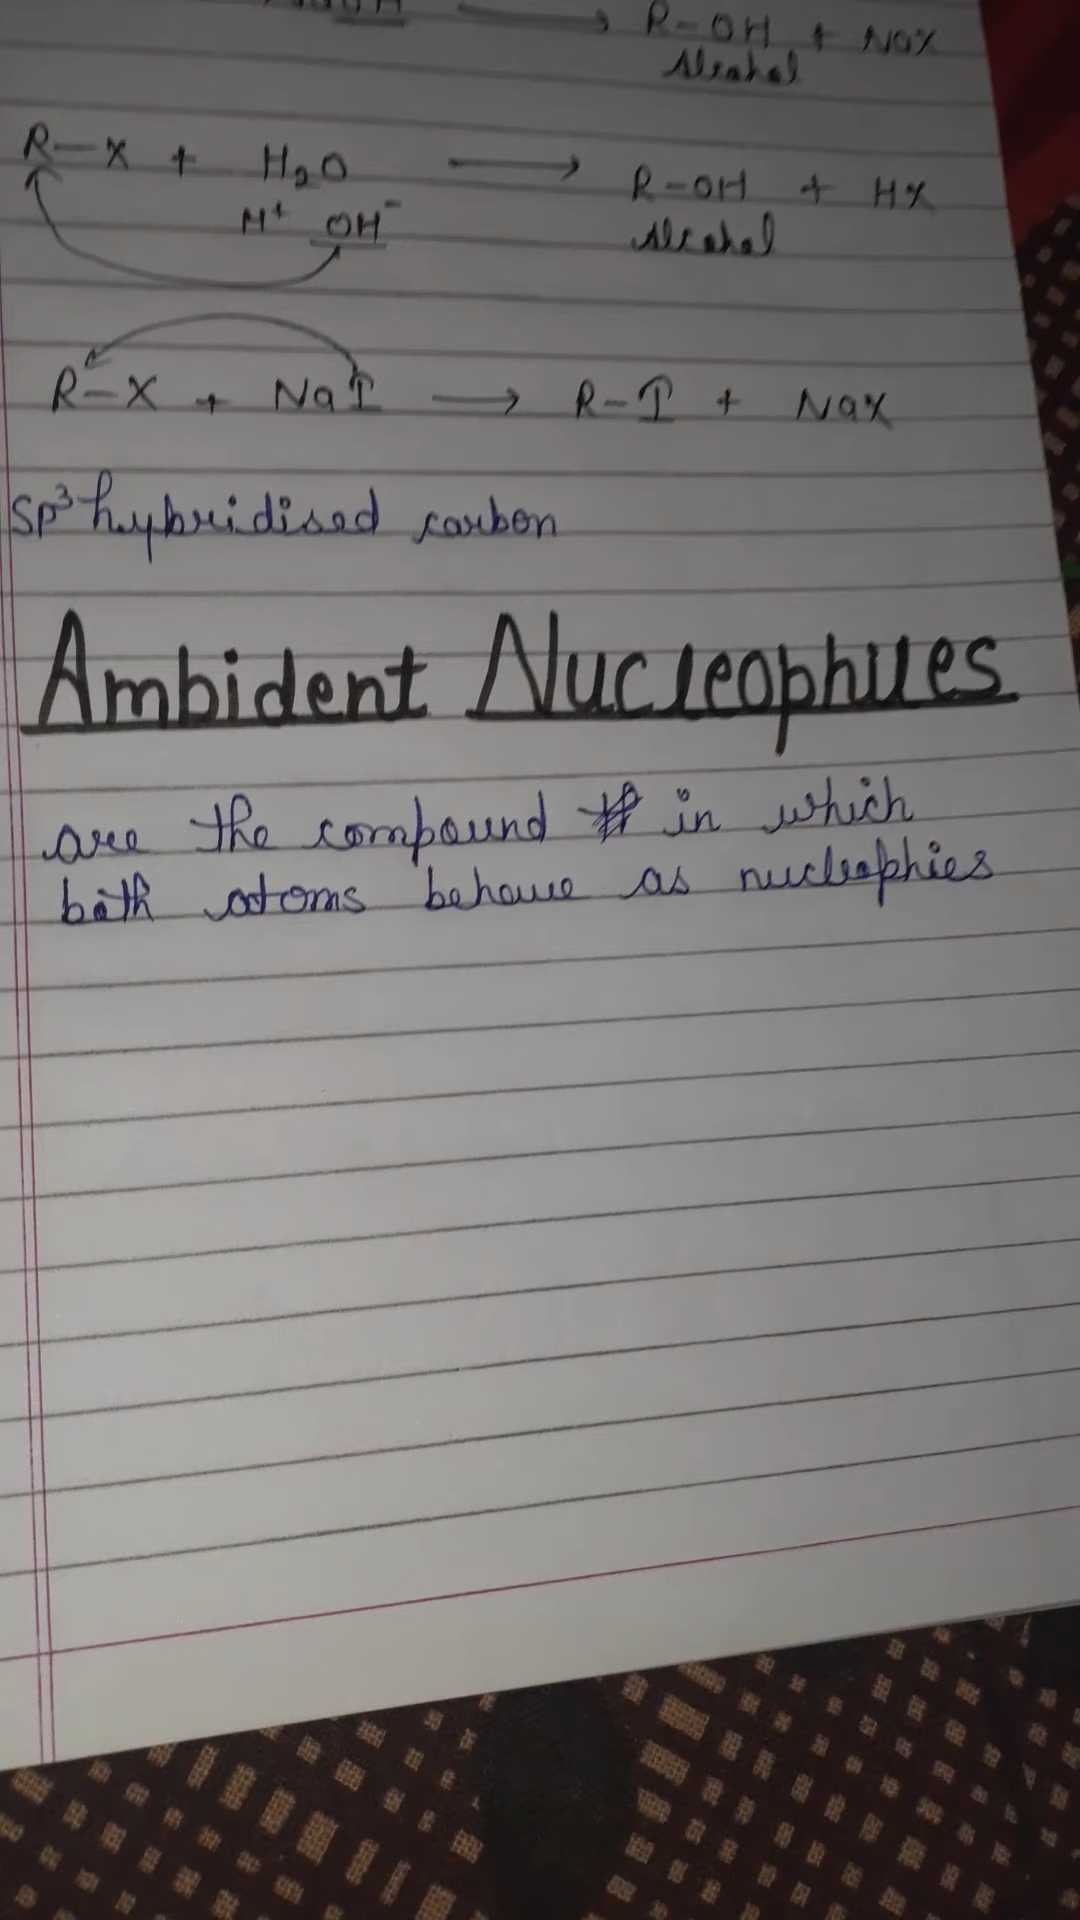 ⟶ R-OH + NaX
Alcohol
R-X + H₂O ⟶ R-OH + HX
H⁺ OH⁻ Alcohol
R-X + NaI ⟶ R-I + NaX
SP³ hybridised carbon
Ambident Nucleophiles
are the compound in which
both atoms behave as nucleophies